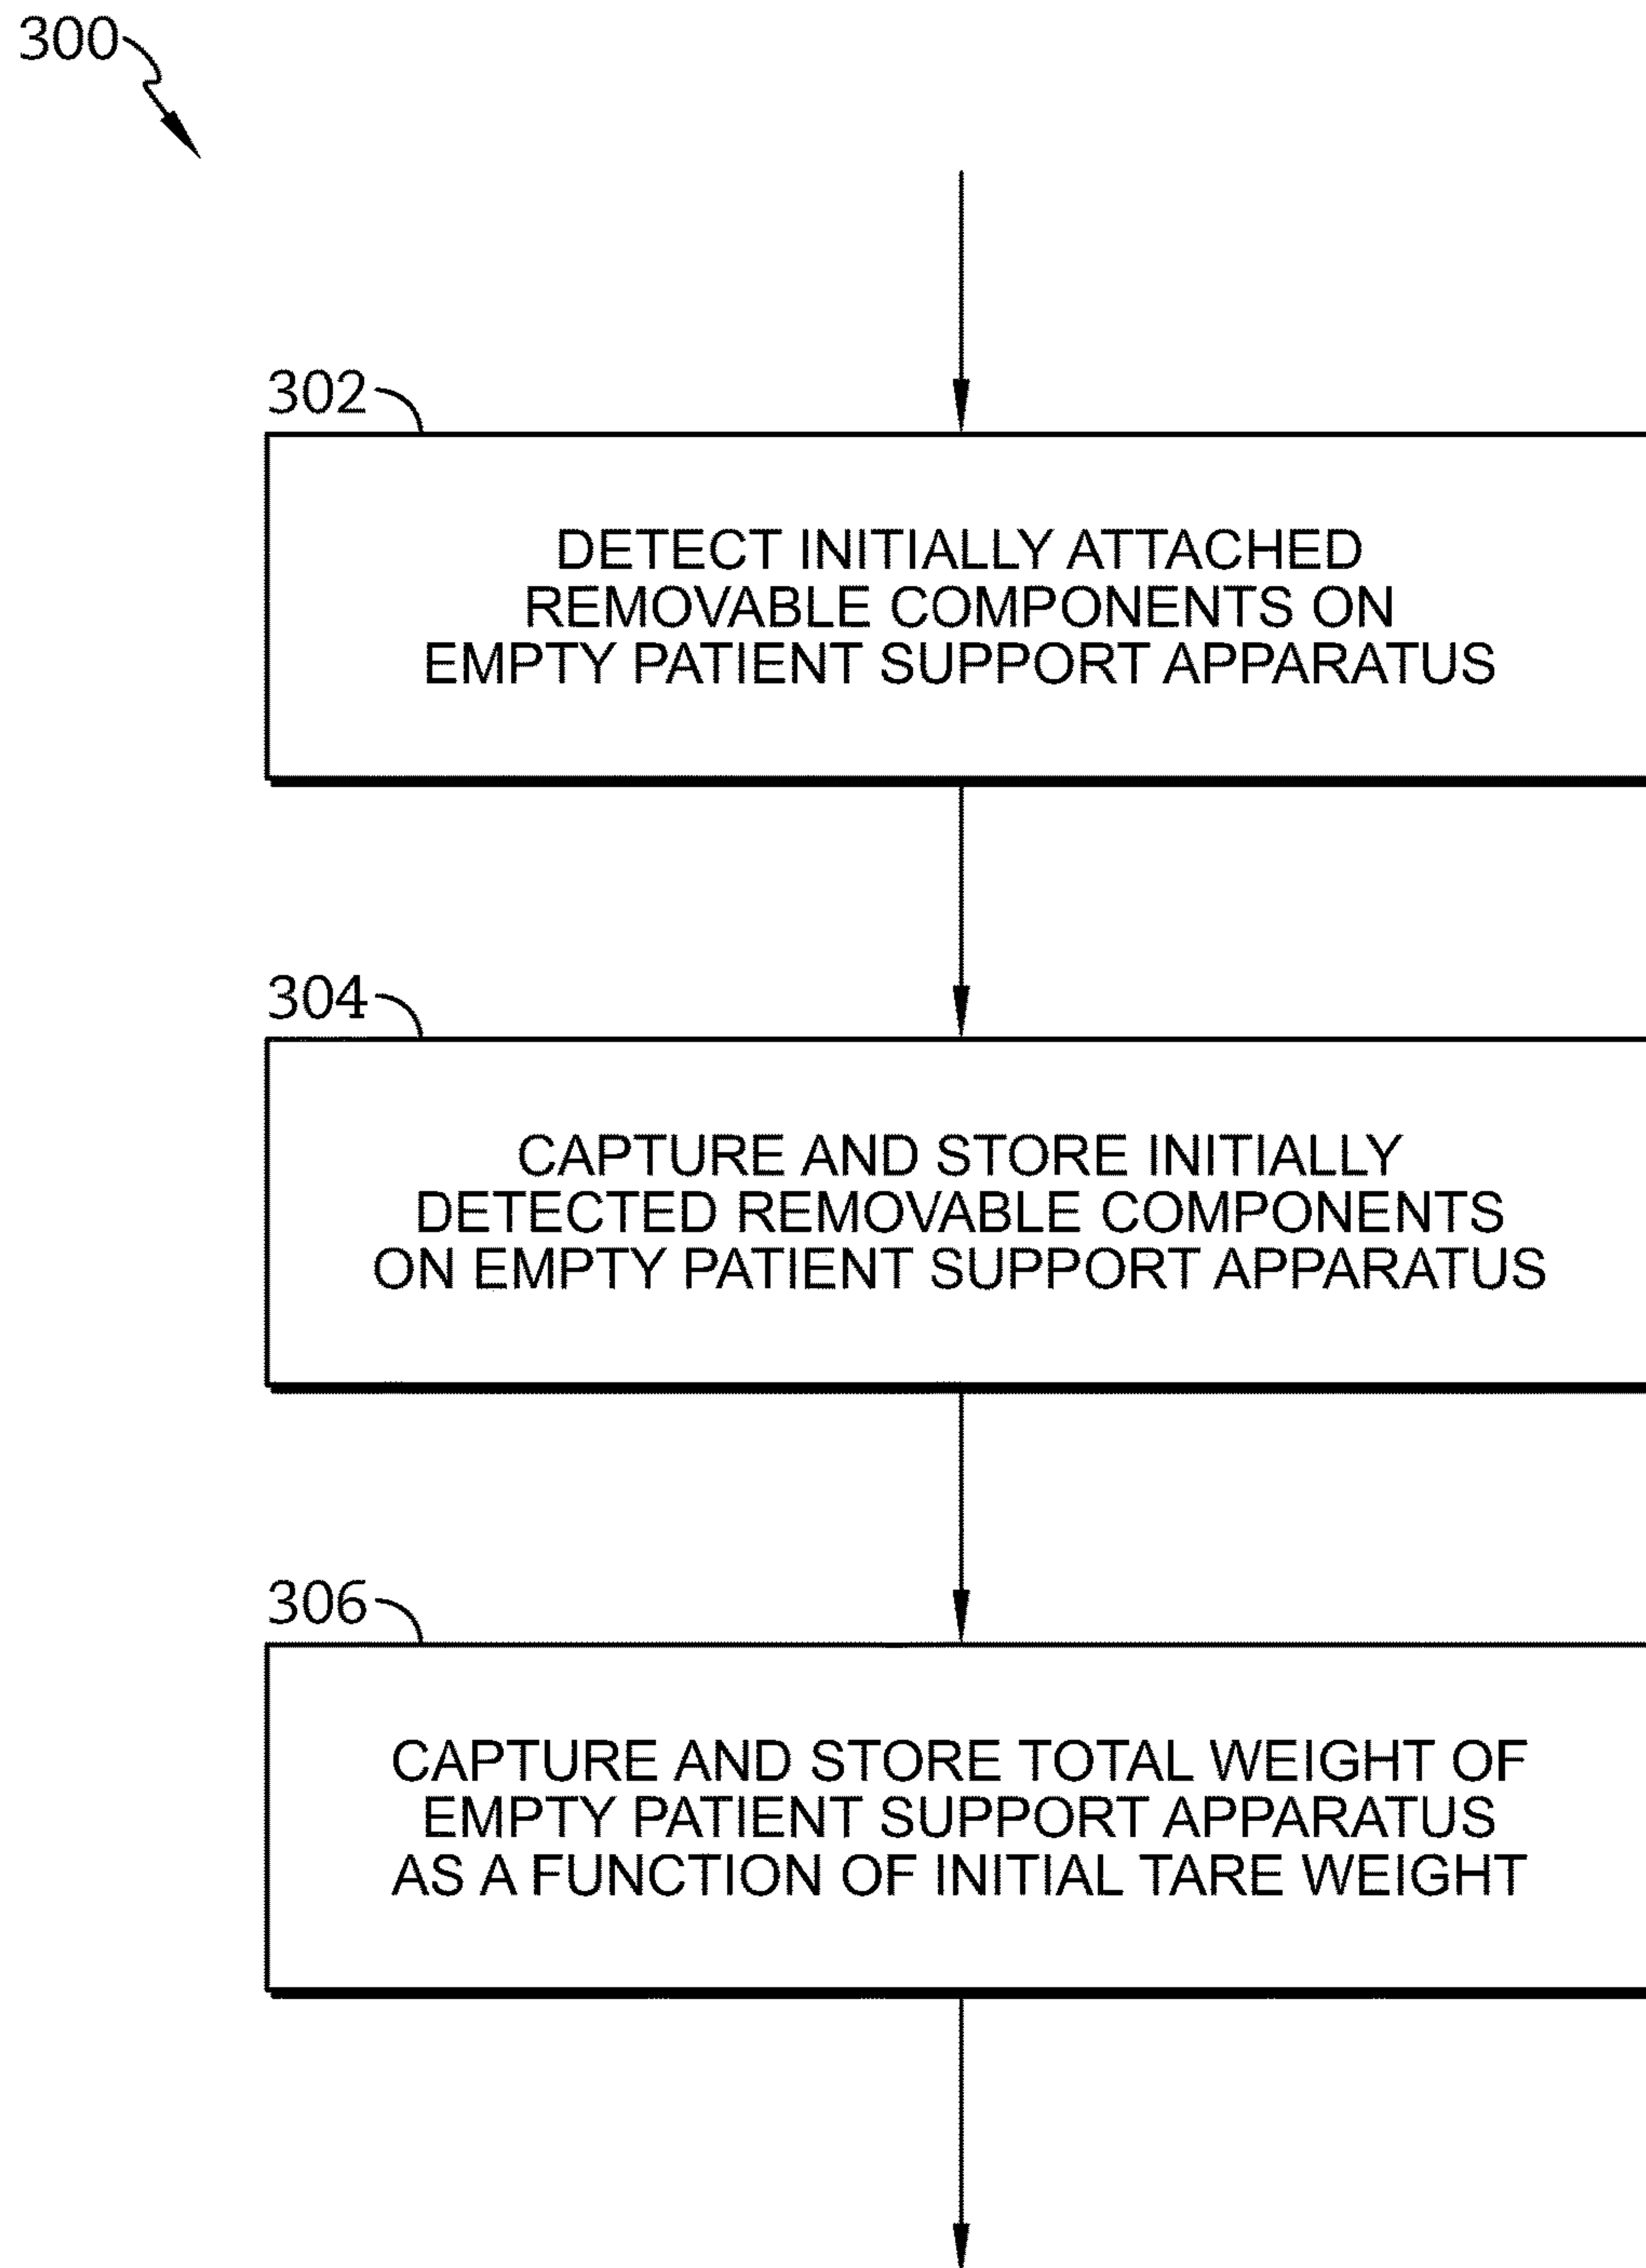 300
302
DETECT INITIALLY ATTACHED
REMOVABLE COMPONENTS ON
EMPTY PATIENT SUPPORT APPARATUS
304
CAPTURE AND STORE INITIALLY
DETECTED REMOVABLE COMPONENTS
ON EMPTY PATIENT SUPPORT APPARATUS
306
CAPTURE AND STORE TOTAL WEIGHT OF
EMPTY PATIENT SUPPORT APPARATUS
AS A FUNCTION OF INITIAL TARE WEIGHT